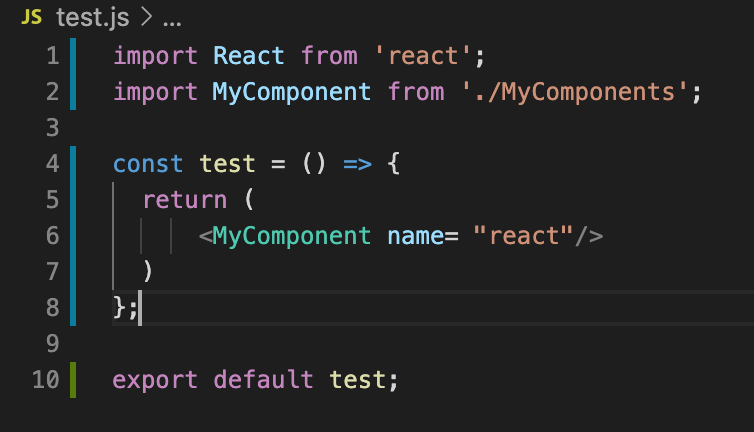 JS test.js > ...
1 import React from 'react';
2 import MyComponent from './MyComponents';
3
4 const test = () => {
5   return (
6       <MyComponent name= "react"/>
7   )
8 };
9
10 export default test;